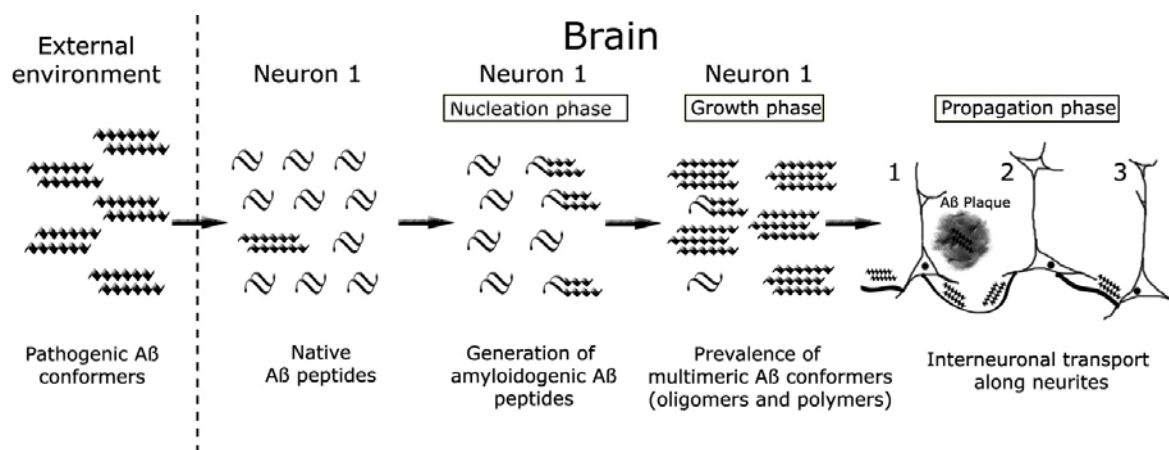 Brain
External
environment
Neuron 1
Neuron 1
Neuron 1
Nucleation phase
Growth phase
Propagation phase
1
2
3
Aß Plaque
Pathogenic Aß
conformers
Native
Aß peptides
Generation of
amyloidogenic Aß
peptides
Prevalence of
multimeric Aß conformers
(oligomers and polymers)
Interneuronal transport
along neurites